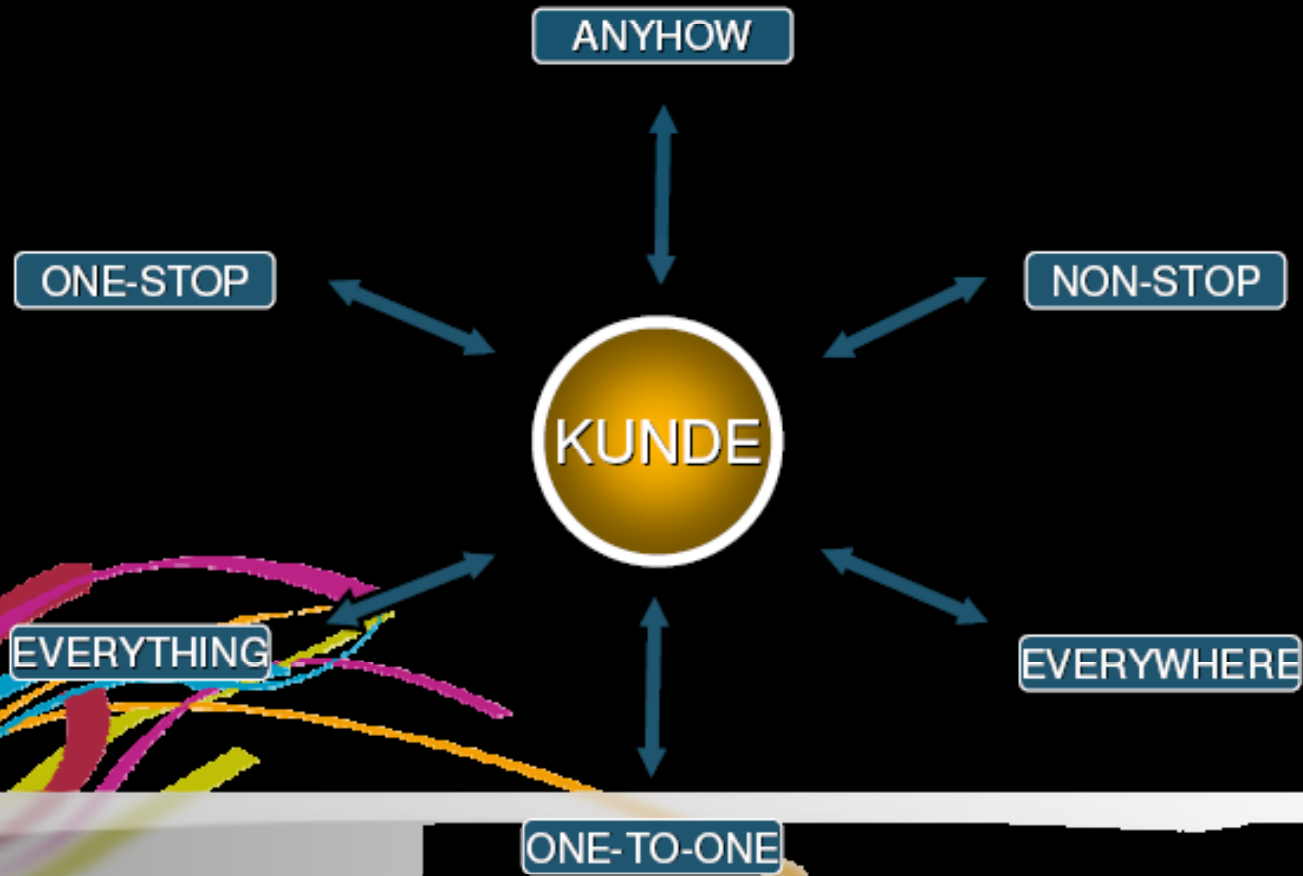 ANYHOW
ONE-STOP
NON-STOP
KUNDE
EVERYTHING
EVERYWHERE
ONE-TO-ONE